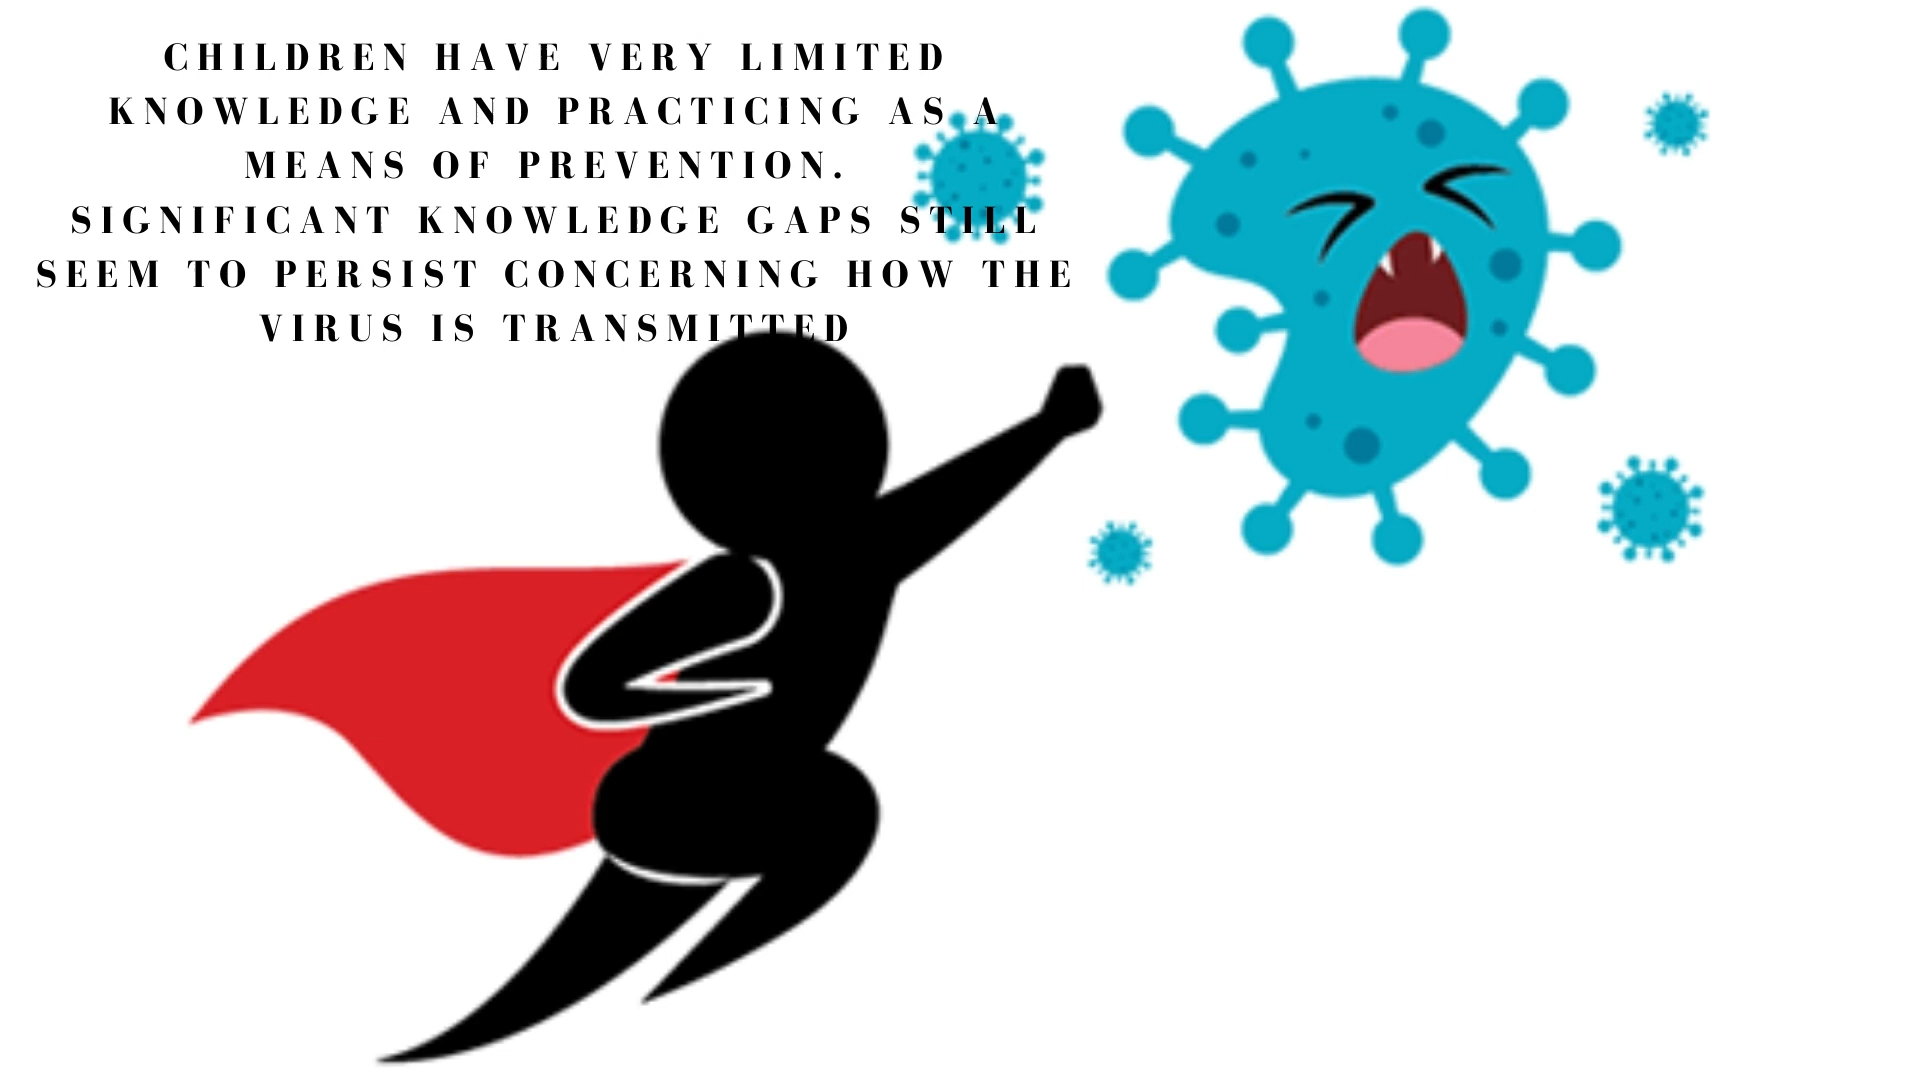 CHILDREN HAVE VERY LIMITED
KNOWLEDGE AND PRACTICING AS A
MEANS OF PREVENTION.
SIGNIFICANT KNOWLEDGE GAPS STILL
SEEM TO PERSIST CONCERNING HOW THE
VIRUS IS TRANSMITTED